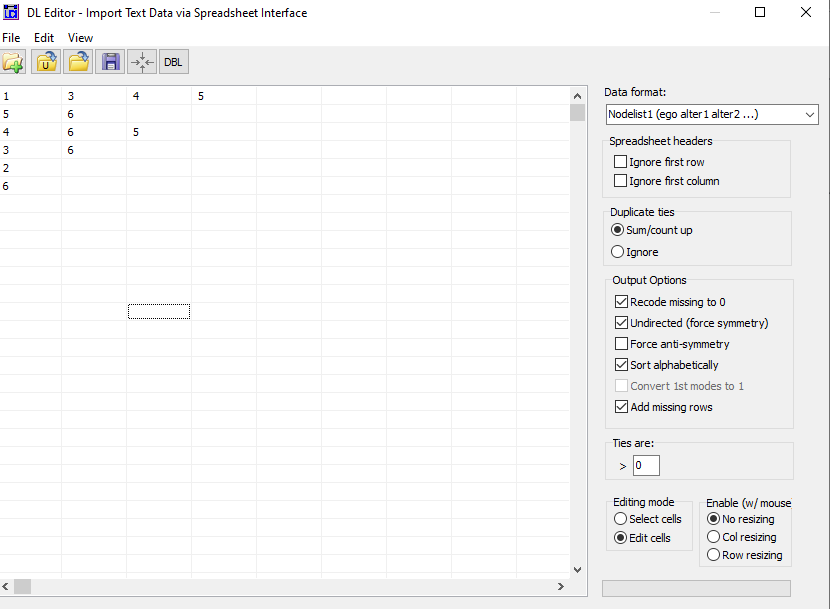 DL Editor - Import Text Data via Spreadsheet Interface
File Edit View
U DBL
1 3 4 5
5 6
4 6 5
3 6
2
6
Data format:
Nodelist1 (ego alter1 alter2 ...)
Spreadsheet headers
Ignore first row
Ignore first column
Duplicate ties
Sum/count up
Ignore
Output Options
Recode missing to 0
Undirected (force symmetry)
Force anti-symmetry
Sort alphabetically
Convert 1st modes to 1
Add missing rows
Ties are:
> 0
Editing mode
Select cells
Edit cells
Enable (w/ mouse
No resizing
Col resizing
Row resizing